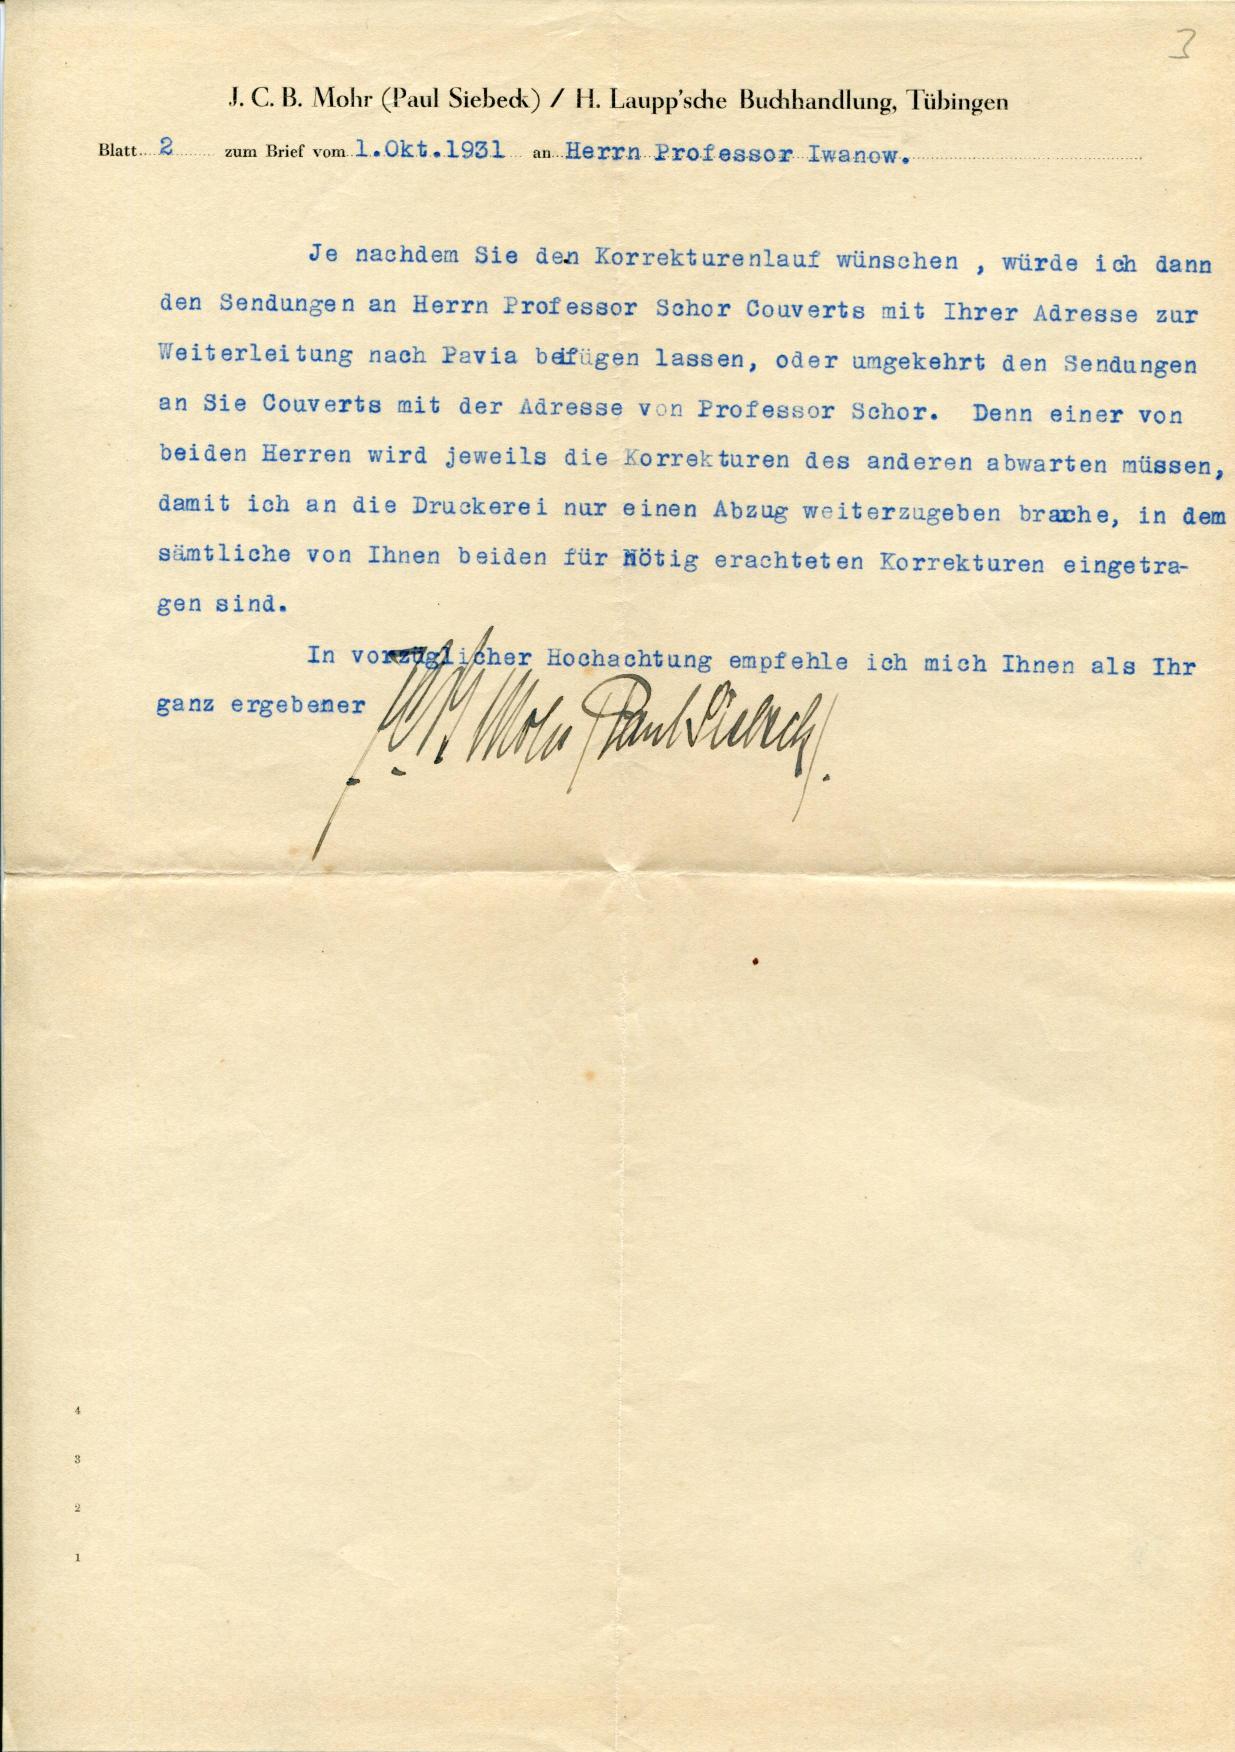 3
J. C. B. Mohr (Paul Siebeck) / H. Laupp'sche Buchhandlung, Tübingen
Blatt 2 zum Brief vom 1.Okt.1931 an Herrn Professor Iwanow.
Je nachdem Sie den Korrekturenlauf wünschen , würde ich dann
den Sendungen an Herrn Professor Schor Couverts mit Ihrer Adresse zur
Weiterleitung nach Pavia beifügen lassen, oder umgekehrt den Sendungen
an Sie Couverts mit der Adresse von Professor Schor. Denn einer von
beiden Herren wird jeweils die Korrekturen des anderen abwarten müssen,
damit ich an die Druckerei nur einen Abzug weiterzugeben brauche, in dem
sämtliche von Ihnen beiden für Nötig erachteten Korrekturen eingetra-
gen sind.
In vorzüglicher Hochachtung empfehle ich mich Ihnen als Ihr
ganz ergebener
J.C.B. Mohr (Paul Siebeck).
4
3
2
1